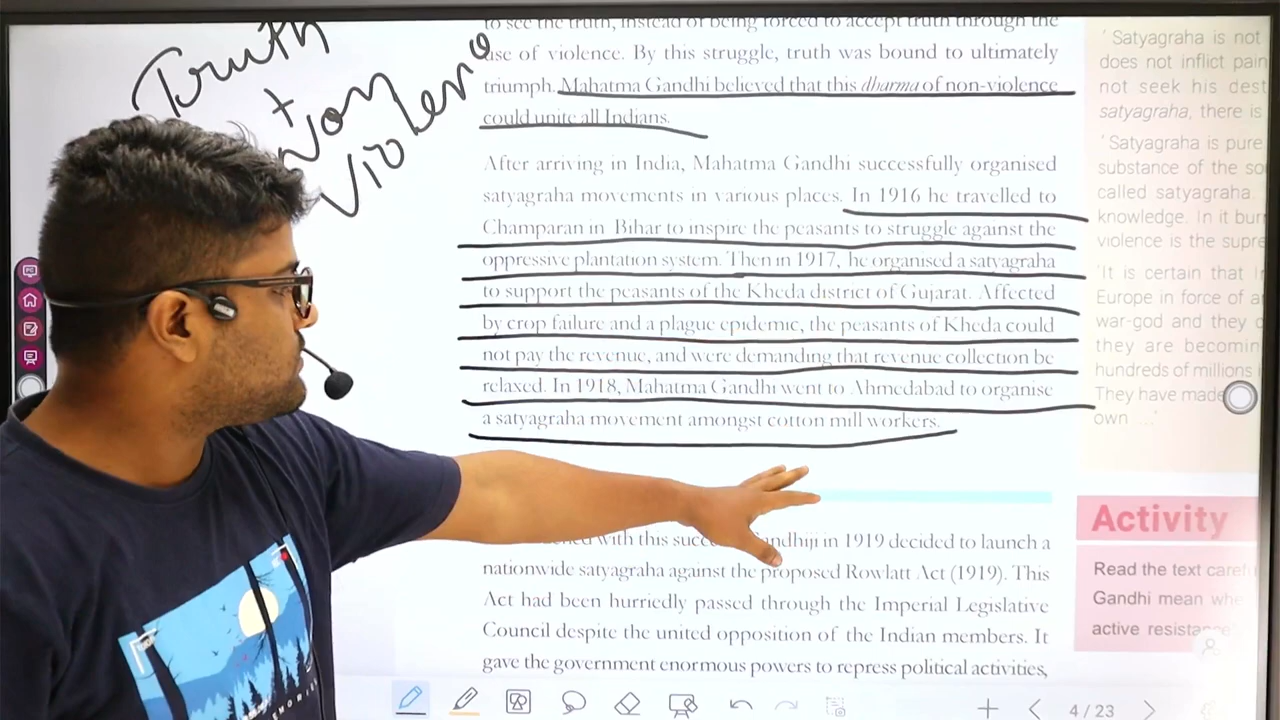 Truth
+
Non
Violence
to see the truth, instead of being forced to accept truth through the
use of violence. By this struggle, truth was bound to ultimately
triumph. Mahatma Gandhi believed that this dharma of non-violence
could unite all Indians.
After arriving in India, Mahatma Gandhi successfully organised
satyagraha movements in various places. In 1916 he travelled to
Champaran in Bihar to inspire the peasants to struggle against the
oppressive plantation system. Then in 1917, he organised a satyagraha
to support the peasants of the Kheda district of Gujarat. Affected
by crop failure and a plague epidemic, the peasants of Kheda could
not pay the revenue, and were demanding that revenue collection be
relaxed. In 1918, Mahatma Gandhi went to Ahmedabad to organise
a satyagraha movement amongst cotton mill workers.
with this in 1919 decided to launch a
nationwide satyagraha against the proposed Rowlatt Act (1919). This
Act had been hurriedly passed through the Imperial Legislative
Council despite the united opposition of the Indian members. It
gave the government enormous powers to repress political activities,
' Satyagraha is not
does not inflict pain
not seek his dest
satyagraha, there is
' Satyagraha is pure
substance of the so
called satyagraha.
knowledge. In it bur
violence is the supre
'It is certain that I
Europe in force of a
war-god and they
they are becomin
hundreds of millions
They have made
own ...'
Activity
Read the text caref
Gandhi mean whe
active resista
4 / 23